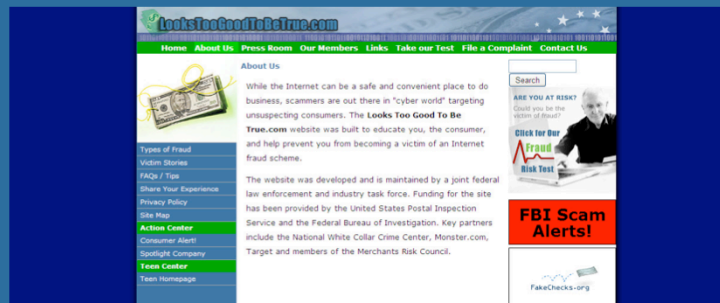 LooksTooGoodToBeTrue.com
Home About Us Press Room Our Members Links Take our Test File a Complaint Contact Us
Types of Fraud
Victim Stories
FAQs / Tips
Share Your Experience
Privacy Policy
Site Map
Action Center
Consumer Alert!
Spotlight Company
Teen Center
Teen Homepage
About Us
While the Internet can be a safe and convenient place to do
business, scammers are out there in "cyber world" targeting
unsuspecting consumers. The Looks Too Good To Be
True.com website was built to educate you, the consumer,
and help prevent you from becoming a victim of an Internet
fraud scheme.
The website was developed and is maintained by a joint federal
law enforcement and industry task force. Funding for the site
has been provided by the United States Postal Inspection
Service and the Federal Bureau of Investigation. Key partners
include the National White Collar Crime Center, Monster.com,
Target and members of the Merchants Risk Council.
Search
ARE YOU AT RISK?
Could you be the
victim of fraud?
Click for Our
Fraud
Risk Test
FBI Scam
Alerts!
FakeChecks.org